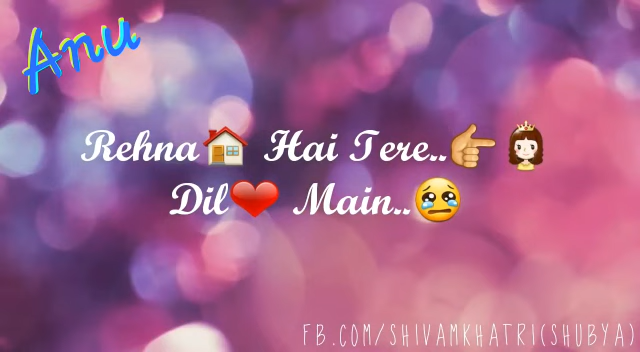 Anu
Rehna🏠 Hai Tere..👉👸
Dil❤️ Main..😢
FB.COM/SHIVAMKHATRI(SHUBYA)